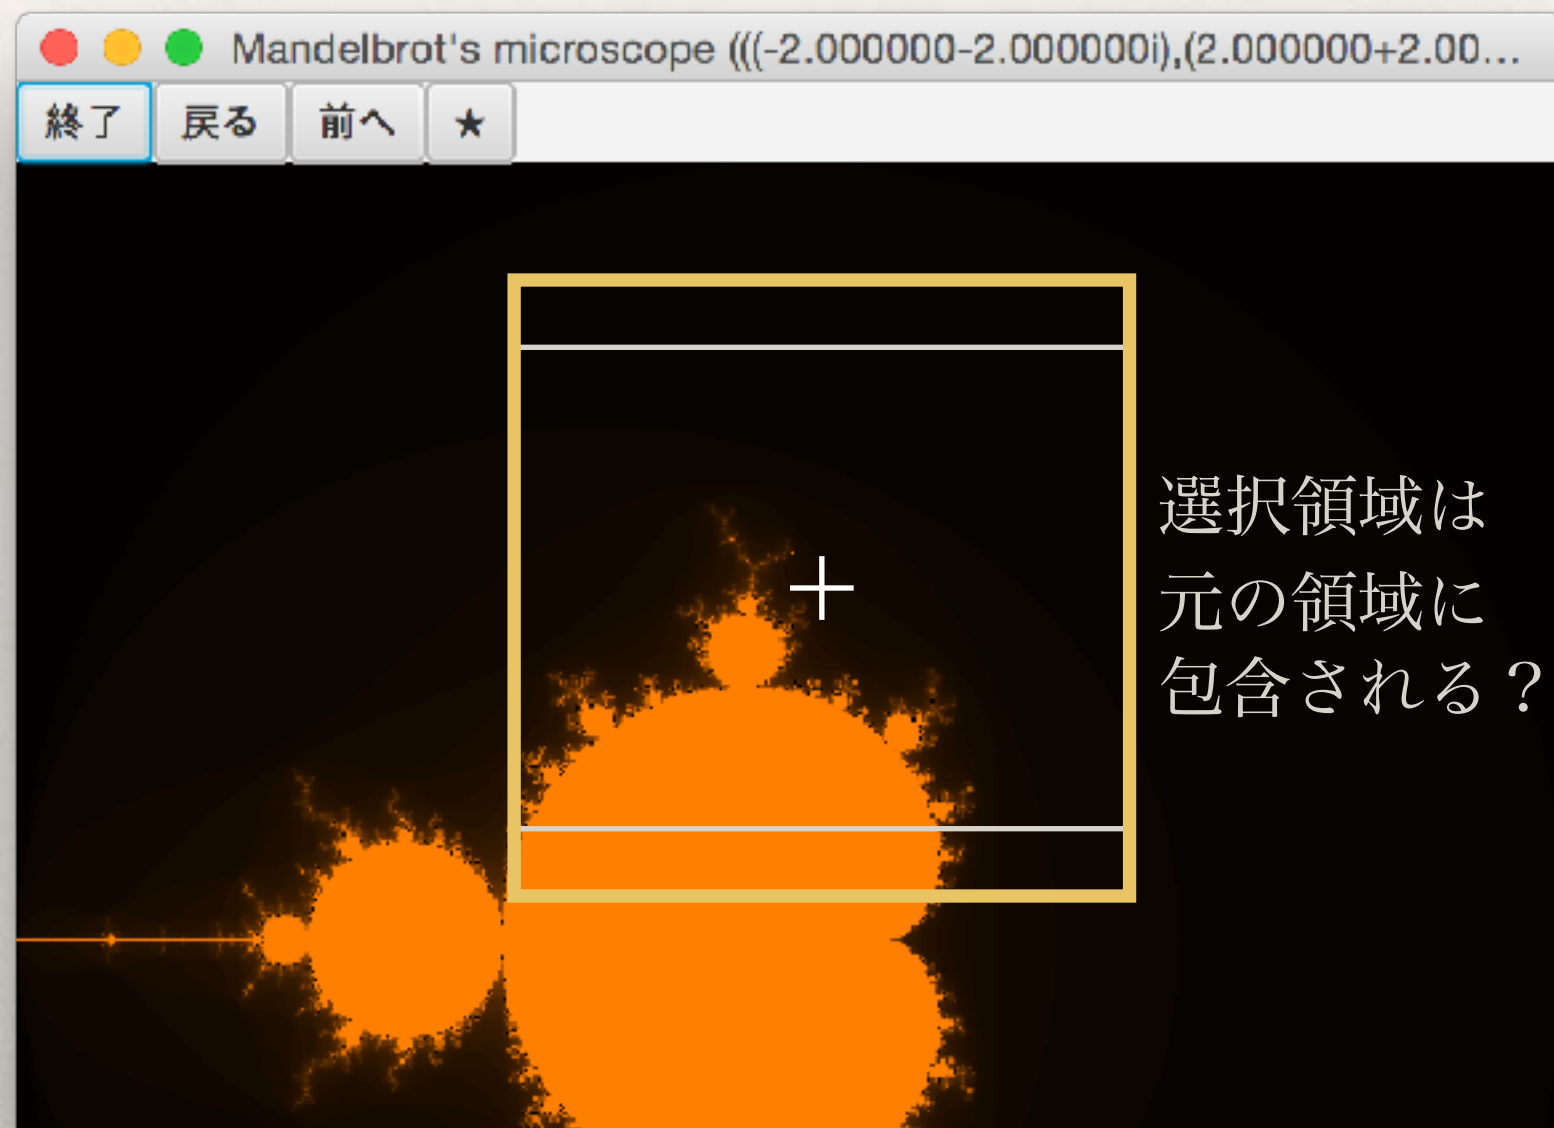 Mandelbrot's microscope (((-2.000000-2.000000i),(2.000000+2.00...
終了 戻る 前へ ★
選択領域は
元の領域に
包含される？